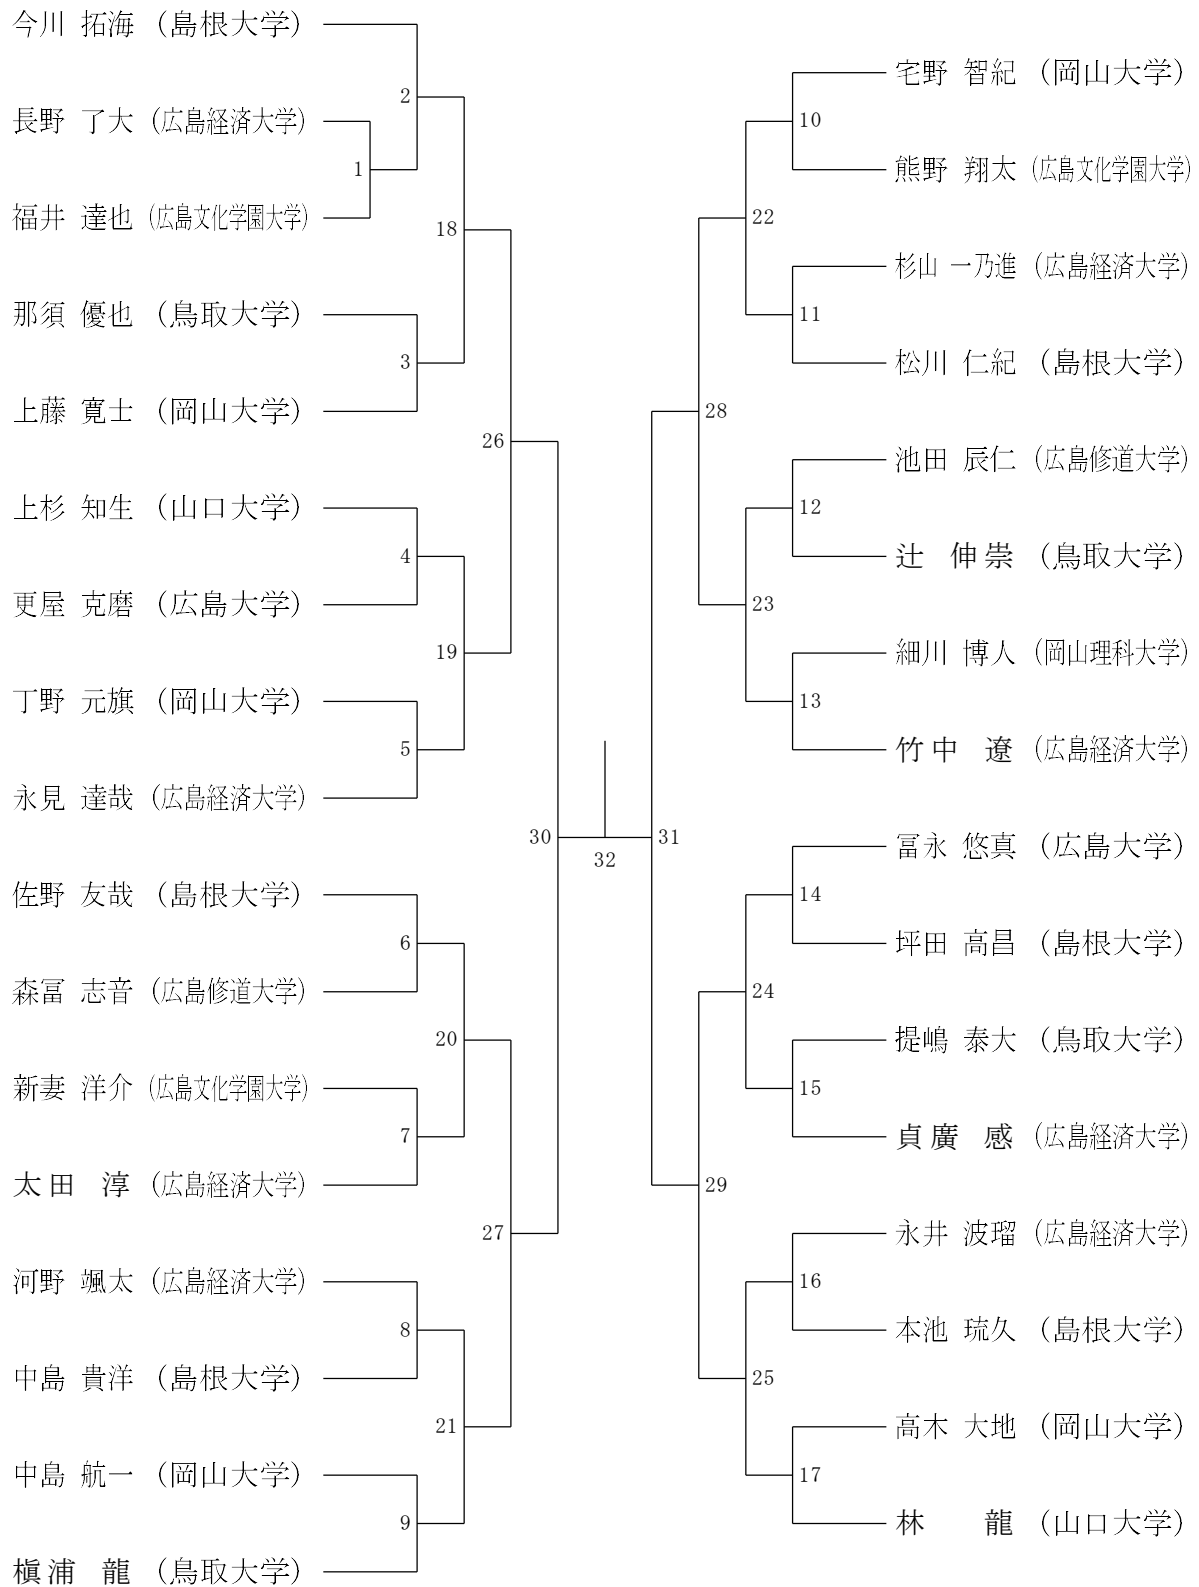 今川 拓海 (島根大学)
長野 了大 (広島経済大学)
福井 達也 (広島文化学園大学)
那須 優也 (鳥取大学)
上藤 寛士 (岡山大学)
上杉 知生 (山口大学)
更屋 克磨 (広島大学)
丁野 元旗 (岡山大学)
永見 達哉 (広島経済大学)
佐野 友哉 (島根大学)
森冨 志音 (広島修道大学)
新妻 洋介 (広島文化学園大学)
太田 淳 (広島経済大学)
河野 颯太 (広島経済大学)
中島 貴洋 (島根大学)
中島 航一 (岡山大学)
槇浦 龍 (鳥取大学)
1
2
3
4
5
6
7
8
9
18
19
20
21
26
27
30
32
31
28
29
22
23
24
25
10
11
12
13
14
15
16
17
宅野 智紀 (岡山大学)
熊野 翔太 (広島文化学園大学)
杉山 一乃進 (広島経済大学)
松川 仁紀 (島根大学)
池田 辰仁 (広島修道大学)
辻 伸崇 (鳥取大学)
細川 博人 (岡山理科大学)
竹中 遼 (広島経済大学)
冨永 悠真 (広島大学)
坪田 高昌 (島根大学)
提嶋 泰大 (鳥取大学)
貞廣 感 (広島経済大学)
永井 波瑠 (広島経済大学)
本池 琉久 (島根大学)
高木 大地 (岡山大学)
林 龍 (山口大学)